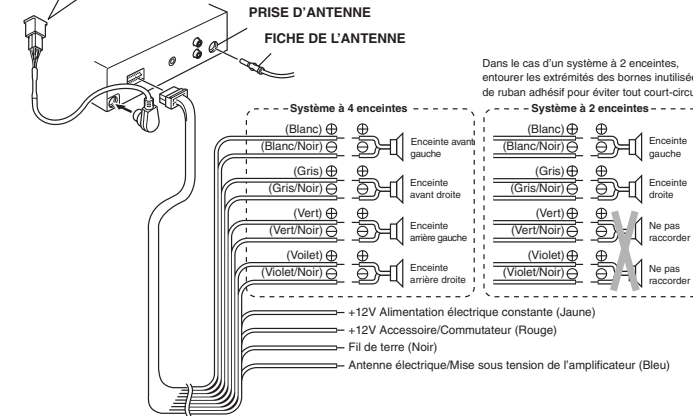 PRISE D'ANTENNE
FICHE DE L'ANTENNE
Dans le cas d'un système à 2 enceintes,
entourer les extrémités des bornes
de ruban adhésif pour éviter tout
Système à 4 enceintes
(Blanc) ⊕ ⊕
(Blanc/Noir) ⊖ ⊖
Enceinte avant
gauche
(Gris) ⊕ ⊕
(Gris/Noir) ⊖ ⊖
Enceinte
avant droite
(Vert) ⊕ ⊕
(Vert/Noir) ⊖ ⊖
Enceinte
arrière gauche
(Voilet) ⊕ ⊕
(Violet/Noir) ⊖ ⊖
Enceinte
arrière droite
Système à 2 enceintes
(Blanc) ⊕ ⊕
(Blanc/Noir) ⊖ ⊖
Enceinte
gauche
(Gris) ⊕ ⊕
(Gris/Noir) ⊖ ⊖
Enceinte
droite
(Vert) ⊕ ⊕
(Vert/Noir) ⊖ ⊖
Ne pas
raccorder
(Violet) ⊕ ⊕
(Violet/Noir) ⊖ ⊖
Ne pas
raccorder
+12V Alimentation électrique constante (Jaune)
+12V Accessoire/Commutateur (Rouge)
Fil de terre (Noir)
Antenne électrique/Mise sous tension de l'amplificateur (Bleu)